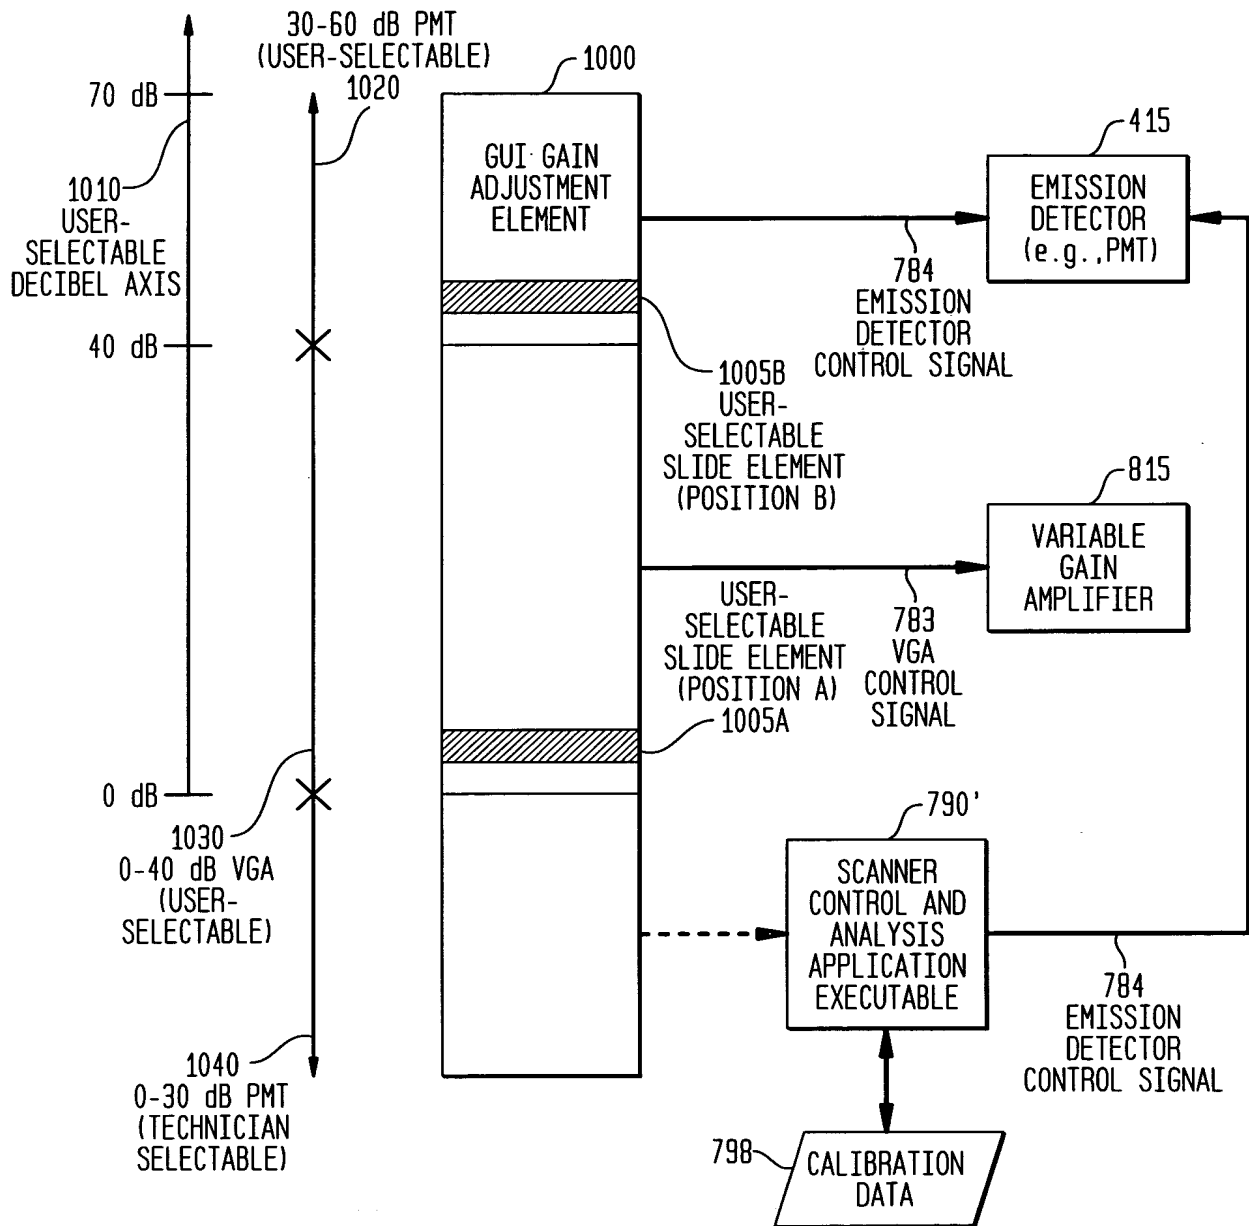 30-60 dB PMT
(USER-SELECTABLE)
1020
1000
70 dB
1010
USER-
SELECTABLE
DECIBEL AXIS
GUI GAIN
ADJUSTMENT
ELEMENT
415
EMISSION
DETECTOR
(e.g.,PMT)
784
EMISSION
DETECTOR
CONTROL SIGNAL
40 dB
1005B
USER-
SELECTABLE
SLIDE ELEMENT
(POSITION B)
815
VARIABLE
GAIN
AMPLIFIER
783
VGA
CONTROL
SIGNAL
USER-
SELECTABLE
SLIDE ELEMENT
(POSITION A)
1005A
0 dB
1030
0-40 dB VGA
(USER-
SELECTABLE)
790'
SCANNER
CONTROL AND
ANALYSIS
APPLICATION
EXECUTABLE
784
EMISSION
DETECTOR
CONTROL SIGNAL
1040
0-30 dB PMT
(TECHNICIAN
SELECTABLE)
798
CALIBRATION
DATA